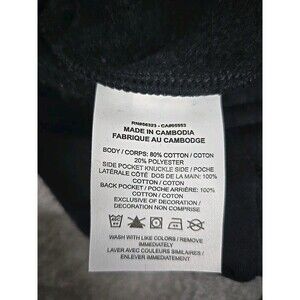 RN#56323 - CA#05553
MADE IN CAMBODIA
FABRIQUE AU CAMBODGE
BODY / CORPS: 80% COTTON / COTON
20% POLYESTER
SIDE POCKET KNUCKLE SIDE / POCHE
LATERALE CÔTÉ DOS DE LA MAIN: 100%
COTTON / COTON
BACK POCKET / POCHE ARRIÈRE: 100%
COTTON / COTON
EXCLUSIVE OF DECORATION /
DECORATION NON COMPRISE
WASH WITH LIKE COLORS / REMOVE
IMMEDIATELY
LAVER AVEC COULEURS SIMILAIRES /
ENLEVER IMMÉDIATEMENT